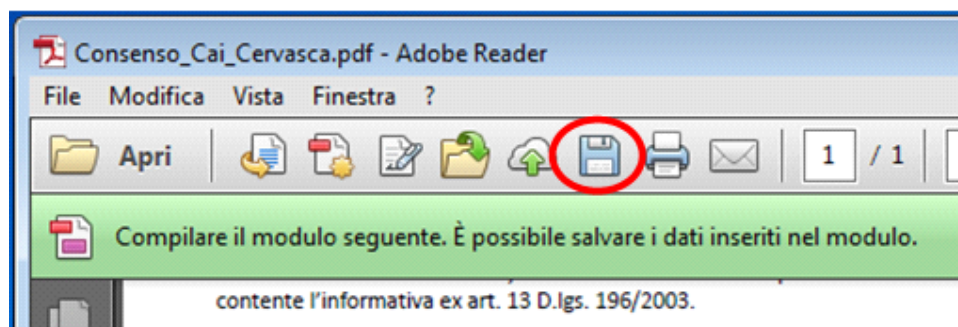 Consenso_Cai_Cervasca.pdf - Adobe Reader
File Modifica Vista Finestra ?
Apri 1 / 1
Compilare il modulo seguente. È possibile salvare i dati inseriti nel modulo.
contente l'informativa ex art. 13 D.lgs. 196/2003.